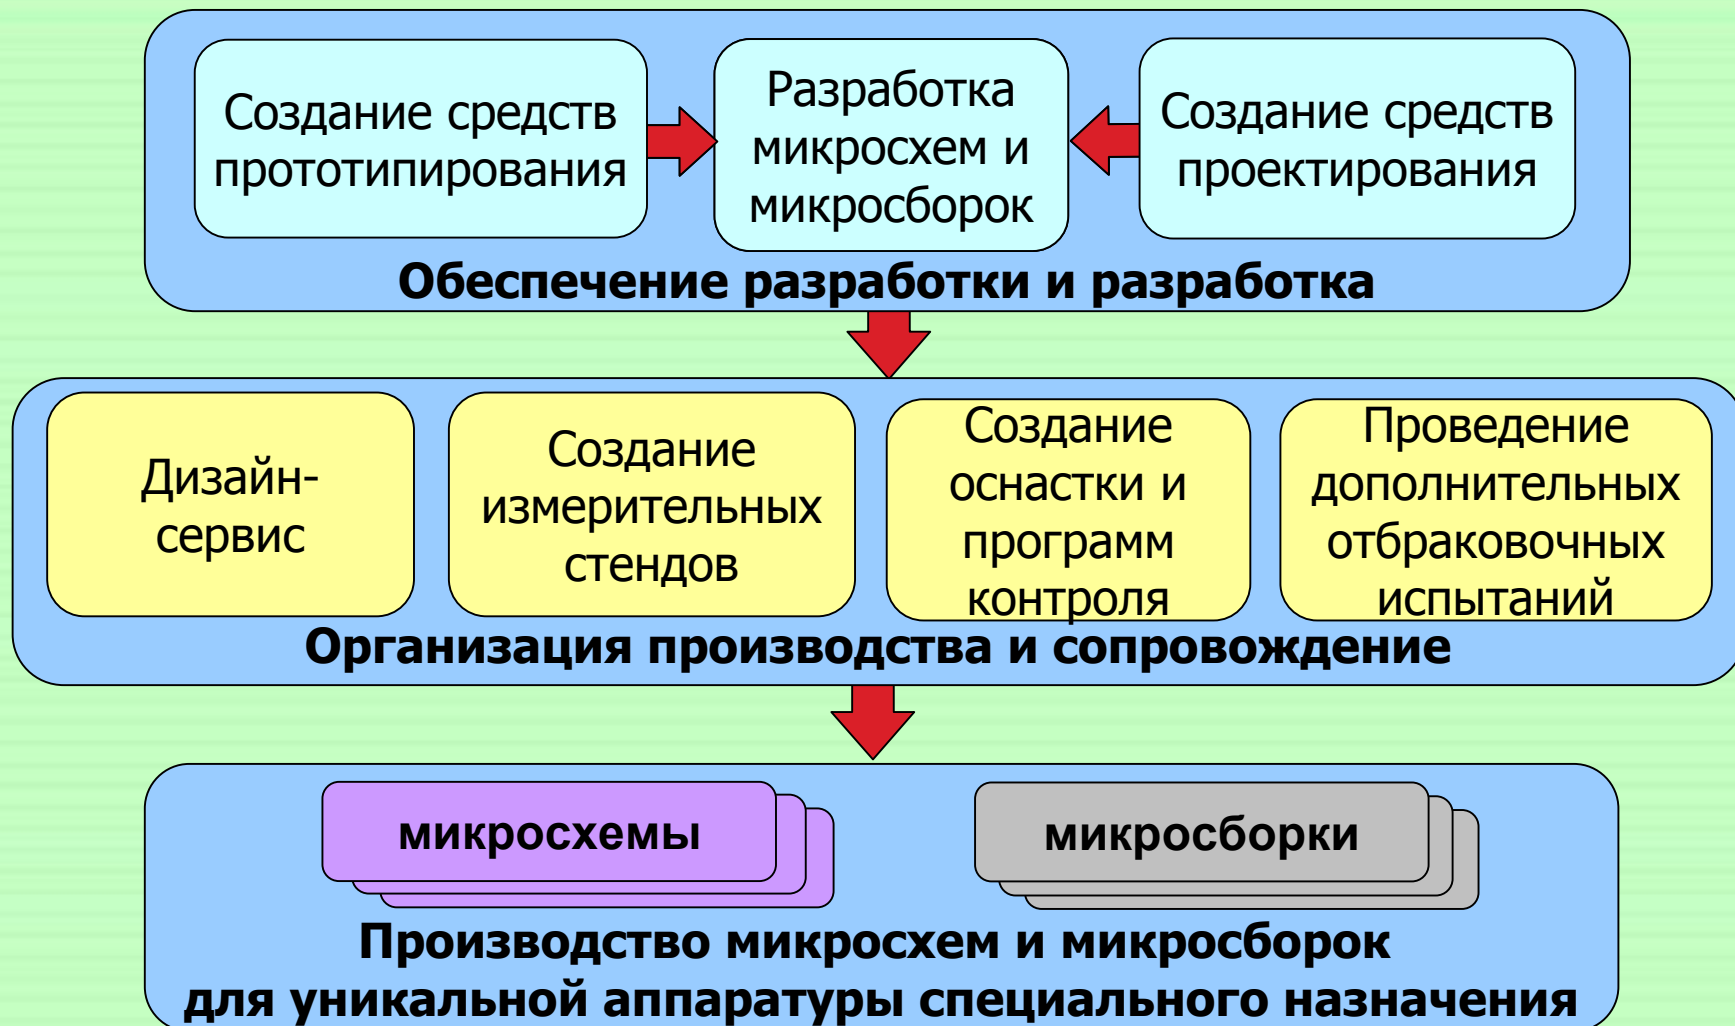 Создание средств
прототипирования
Разработка
микросхем и
микросборок
Создание средств
проектирования
Обеспечение разработки и разработка
Дизайн-
сервис
Создание
измерительных
стендов
Создание
оснастки и
программ
контроля
Проведение
дополнительных
отбраковочных
испытаний
Организация производства и сопровождение
микросхемы
микросборки
Производство микросхем и микросборок
для уникальной аппаратуры специального назначения